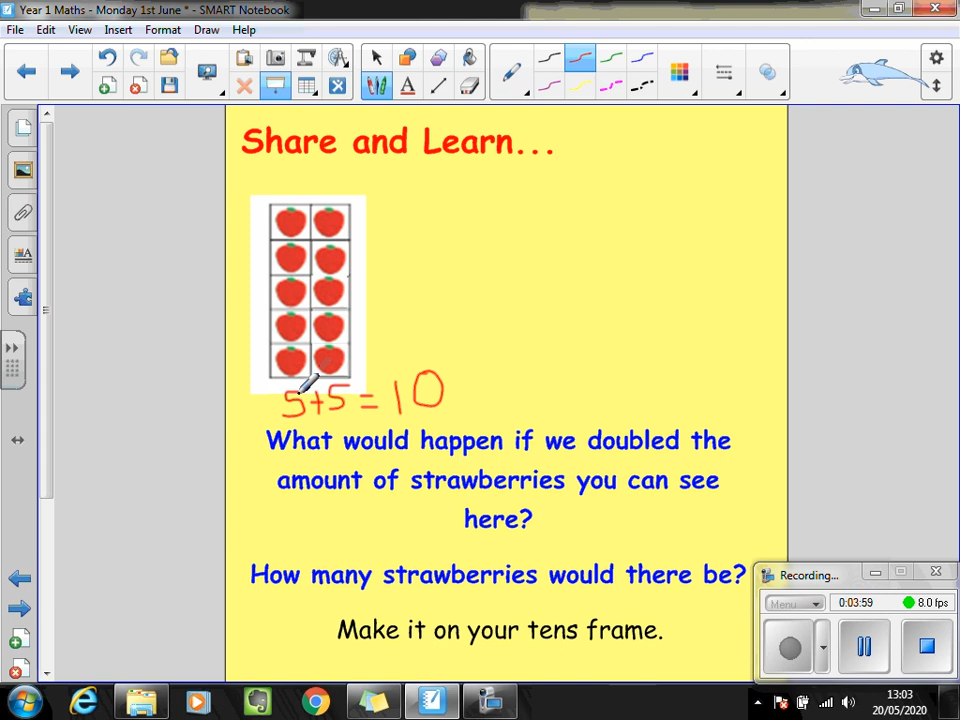 Year 1 Maths - Monday 1st June * - SMART Notebook
File Edit View Insert Format Draw Help
Share and Learn...
5+5=10
What would happen if we doubled the
amount of strawberries you can see
here?
How many strawberries would there be?
Make it on your tens frame.
Recording...
Menu 0:03:59 8.0 fps
13:03
20/05/2020